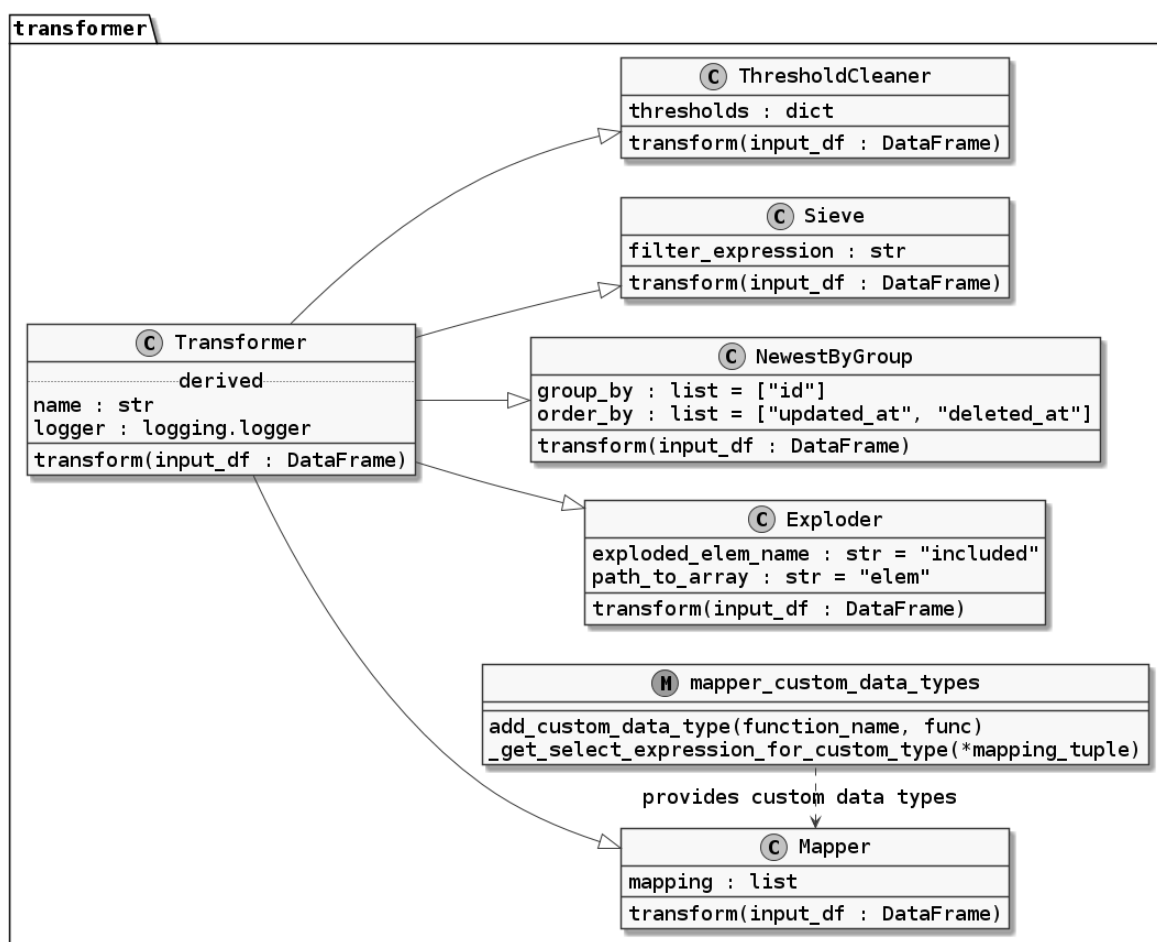 transformer
C ThresholdCleaner
thresholds : dict
transform(input_df : DataFrame)
C Sieve
filter_expression : str
transform(input_df : DataFrame)
C Transformer
derived
name : str
logger : logging.logger
transform(input_df : DataFrame)
C NewestByGroup
group_by : list = ["id"]
order_by : list = ["updated_at", "deleted_at"]
transform(input_df : DataFrame)
C Exploder
exploded_elem_name : str = "included"
path_to_array : str = "elem"
transform(input_df : DataFrame)
M mapper_custom_data_types
add_custom_data_type(function_name, func)
_get_select_expression_for_custom_type(*mapping_tuple)
provides custom data types
C Mapper
mapping : list
transform(input_df : DataFrame)